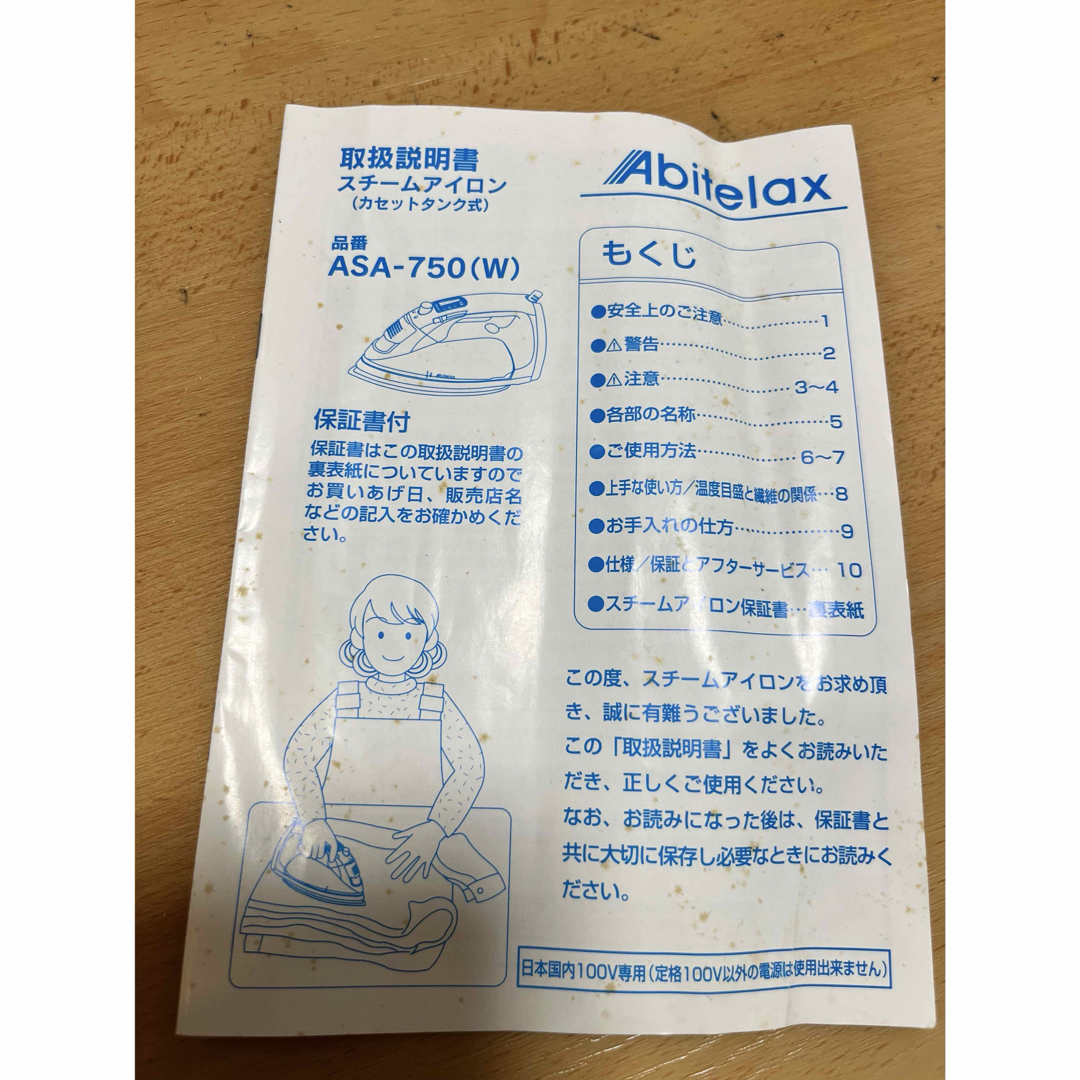 取扱説明書
スチームアイロン
（カセットタンク式）
品番
ASA-750（W）
保証書付
保証書はこの取扱説明書の
裏表紙についていますので
お買いあげ日、販売店名
などの記入をお確かめくだ
さい。
Abitelax
もくじ
●安全上のご注意……………1
●⚠警告……………………2
●⚠注意………………3〜4
●各部の名称………………5
●ご使用方法……………6〜7
●上手な使い方／温度目盛と繊維の関係…8
●お手入れの仕方……………9
●仕様／保証とアフターサービス…10
●スチームアイロン保証書…裏表紙
この度、スチームアイロンをお求め頂
き、誠に有難うございました。
この「取扱説明書」をよくお読みいた
だき、正しくご使用ください。
なお、お読みになった後は、保証書と
共に大切に保存し必要なときにお読みく
ださい。
日本国内100V専用（定格100V以外の電源は使用出来ません）